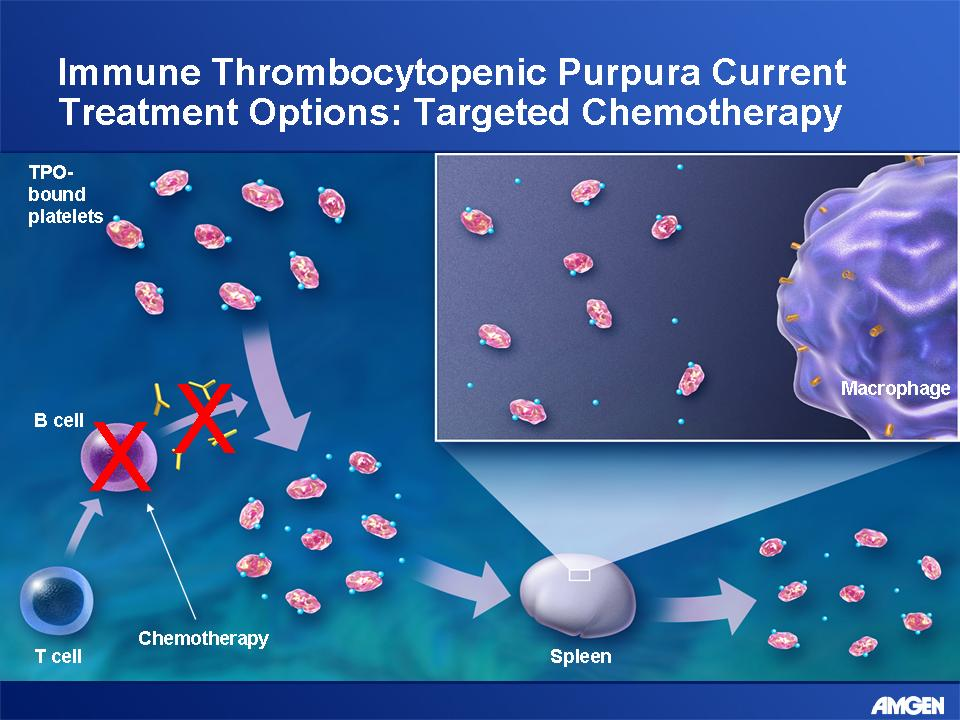 Immune Thrombocytopenic Purpura Current
Treatment Options: Targeted Chemotherapy
TPO-
bound
platelets
Macrophage
B cell
X
X
Chemotherapy
T cell
Spleen
AMGEN